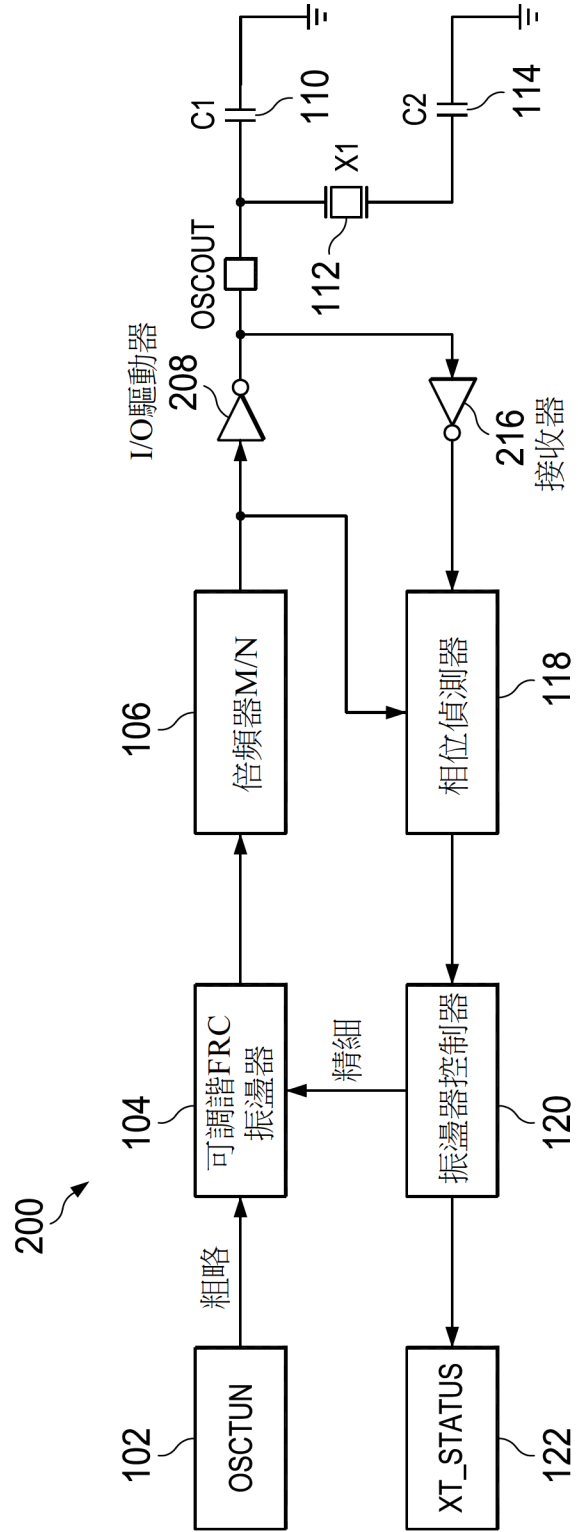 200
102
OSCTUN
粗略
104
可調諧FRC
振盪器
106
倍頻器M/N
I/O驅動器
208
OSCOUT
C1
110
X1
112
C2
114
精細
XT_STATUS
122
振盪器控制器
120
相位偵測器
118
216
接收器